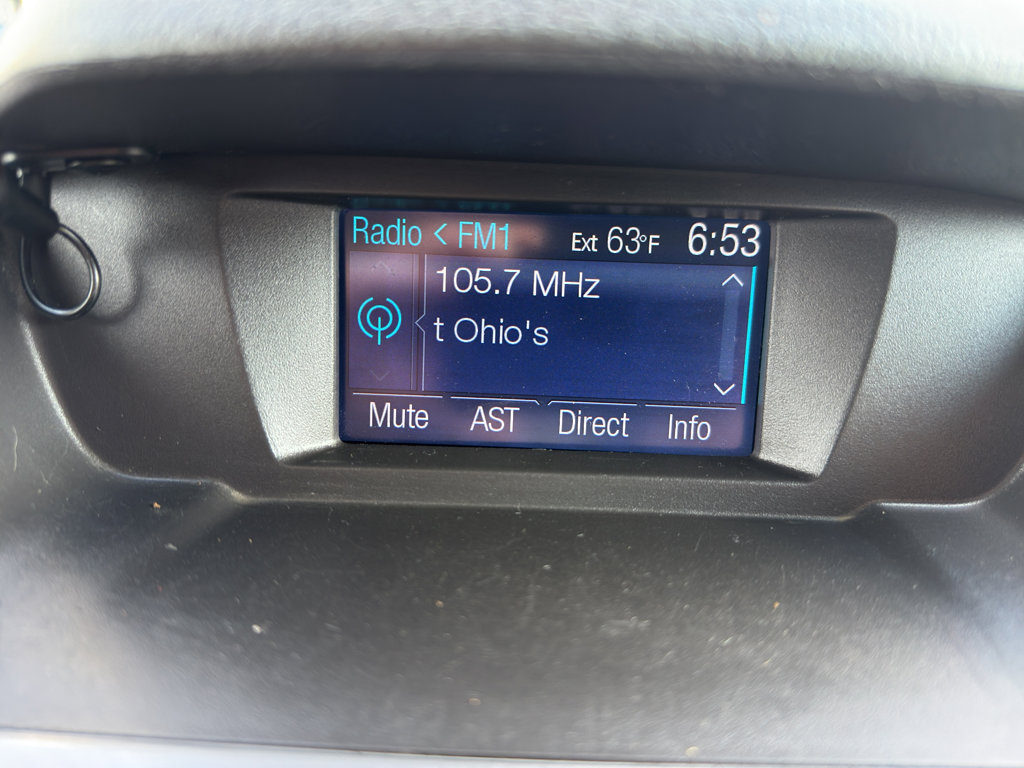 Radio < FM1 Ext 63°F 6:53
105.7 MHz
t Ohio's
Mute AST Direct Info